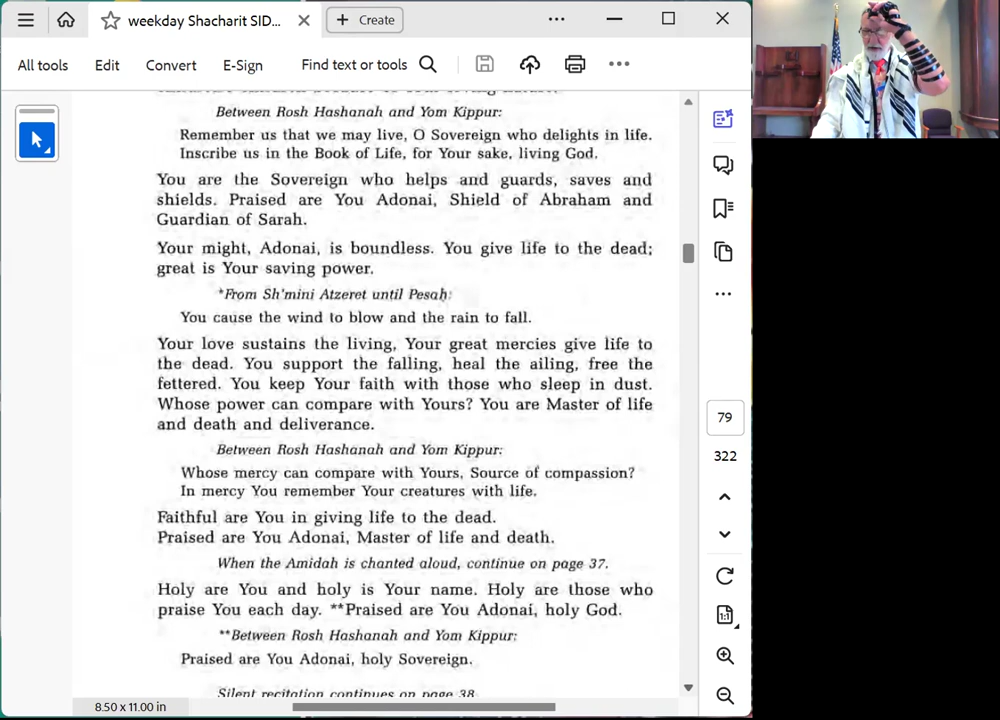 weekday Shacharit SID...
Create
All tools
Edit
Convert
E-Sign
Find text or tools
Between Rosh Hashanah and Yom Kippur:
Remember us that we may live, O Sovereign who delights in life.
Inscribe us in the Book of Life, for Your sake, living God.
You are the Sovereign who helps and guards, saves and
shields. Praised are You Adonai, Shield of Abraham and
Guardian of Sarah.
Your might, Adonai, is boundless. You give life to the dead;
great is Your saving power.
*From Sh'mini Atzeret until Pesaḥ:
You cause the wind to blow and the rain to fall.
Your love sustains the living, Your great mercies give life to
the dead. You support the falling, heal the ailing, free the
fettered. You keep Your faith with those who sleep in dust.
Whose power can compare with Yours? You are Master of life
and death and deliverance.
Between Rosh Hashanah and Yom Kippur:
Whose mercy can compare with Yours, Source of compassion?
In mercy You remember Your creatures with life.
Faithful are You in giving life to the dead.
Praised are You Adonai, Master of life and death.
When the Amidah is chanted aloud, continue on page 37.
Holy are You and holy is Your name. Holy are those who
praise You each day. **Praised are You Adonai, holy God.
**Between Rosh Hashanah and Yom Kippur:
Praised are You Adonai, holy Sovereign.
Silent recitation continues on page 38.
79
322
1:1
8.50 x 11.00 in